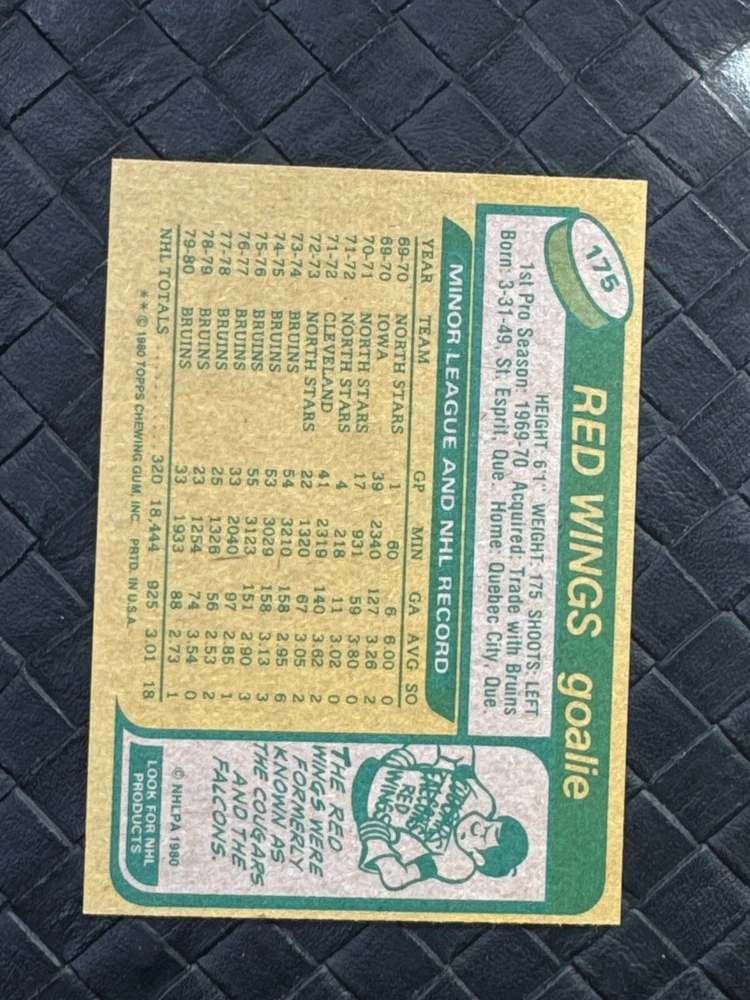 175
RED WINGS goalie
HEIGHT: 6'1" WEIGHT: 175 SHOOTS: LEFT
1st Pro Season: 1969-70 Acquired: Trade with Bruins
Born: 3-31-49, St. Esprit, Que. Home: Quebec City, Que.
MINOR LEAGUE AND NHL RECORD
YEAR TEAM GP MIN GA AVG SO
69-70 NORTH STARS 1 60 6 6.00 0
69-70 IOWA 39 2340 127 3.26 2
70-71 NORTH STARS 17 931 59 3.80 0
71-72 NORTH STARS 4 218 11 3.02 0
71-72 CLEVELAND 41 2319 140 3.62 2
72-73 NORTH STARS 22 1320 67 3.05 2
73-74 BRUINS 54 3210 158 2.95 6
74-75 BRUINS 53 3029 158 3.13 3
75-76 BRUINS 55 3123 151 2.90 3
76-77 BRUINS 33 2040 97 2.85 1
77-78 BRUINS 25 1326 56 2.53 2
78-79 BRUINS 23 1254 74 3.54 0
79-80 BRUINS 33 1933 88 2.73 1
NHL TOTALS .......... 320 18,444 925 3.01 18
** © 1980 TOPPS CHEWING GUM, INC. PRTD. IN U.S.A.
RED
WINGS
THE RED
WINGS WERE
FORMERLY
KNOWN AS
THE COUGARS
AND THE
FALCONS.
© NHLPA 1980
LOOK FOR NHL
PRODUCTS